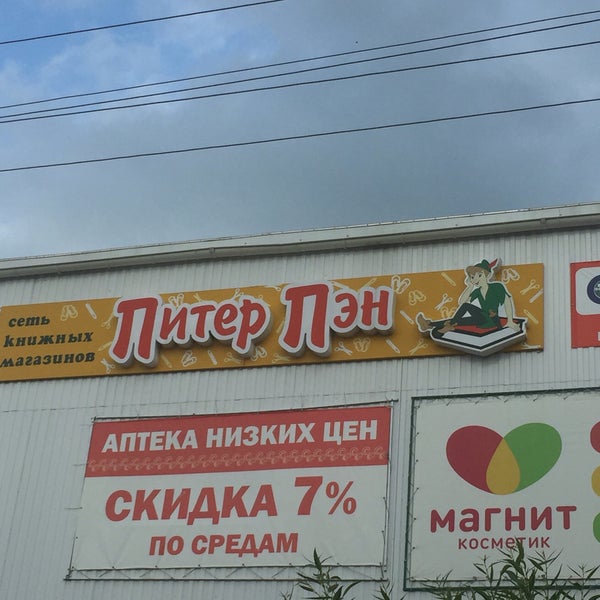 сеть
книжных
магазинов
Питер Пэн
АПТЕКА НИЗКИХ ЦЕН
СКИДКА 7%
ПО СРЕДАМ
МАГНИТ
КОСМЕТИК